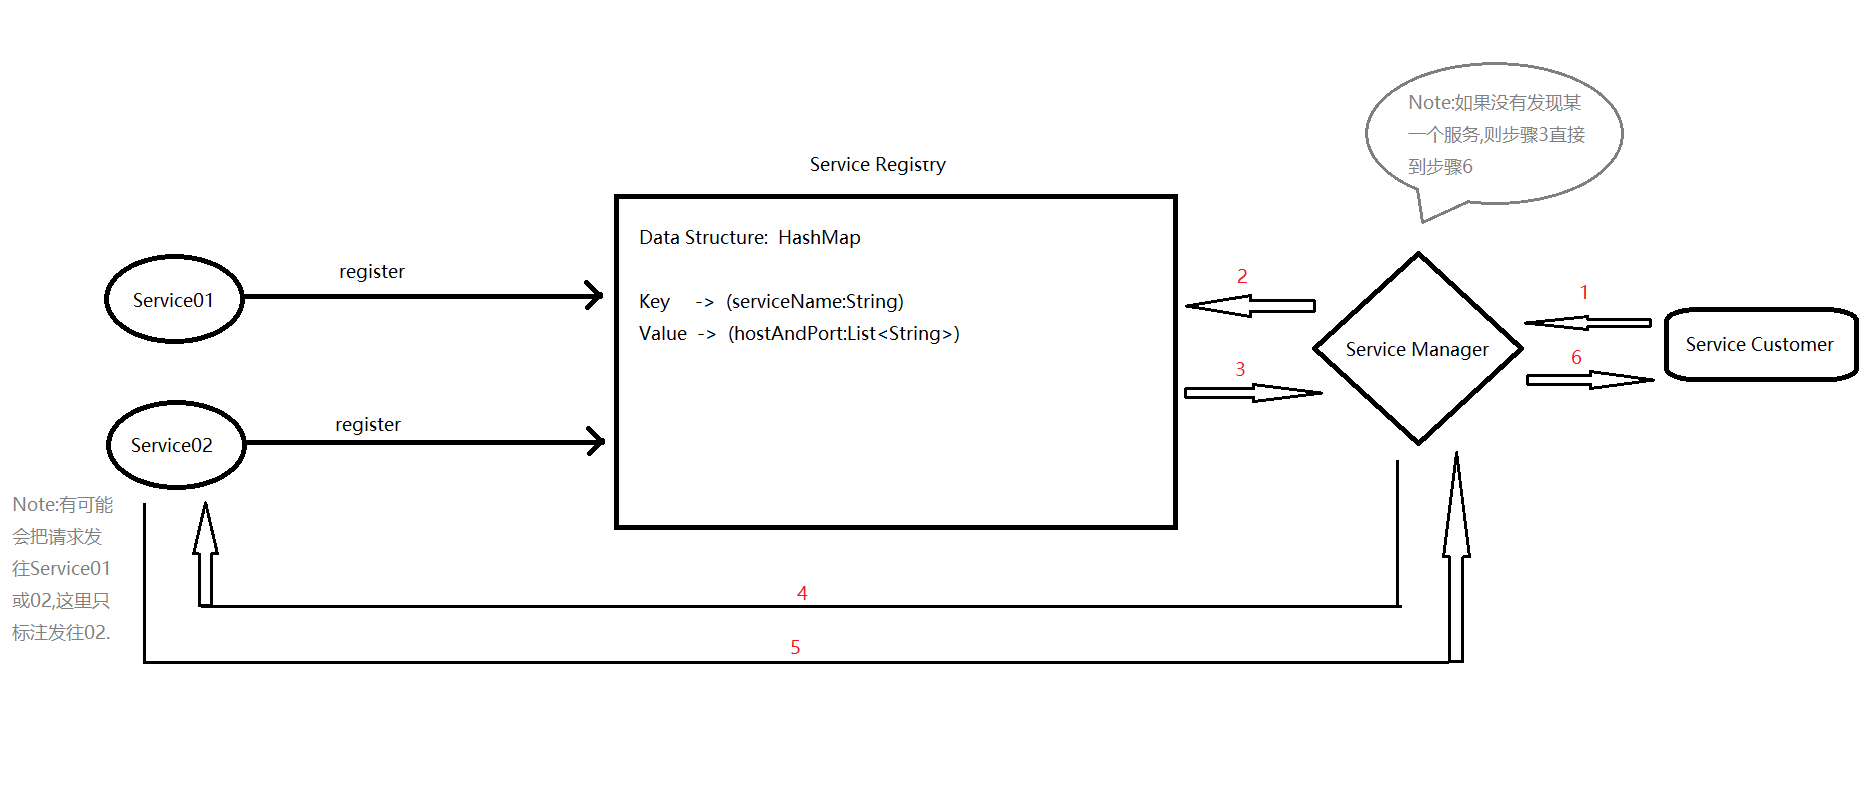 Note:如果没有发现某
一个服务,则步骤3直接
到步骤6
Service Registry
Data Structure:  HashMap
Key     ->  (serviceName:String)
Value  ->  (hostAndPort:List<String>)
Service01
register
Service02
register
2
3
Service Manager
1
6
Service Customer
Note:有可能
会把请求发
往Service01
或02,这里只
标注发往02.
4
5